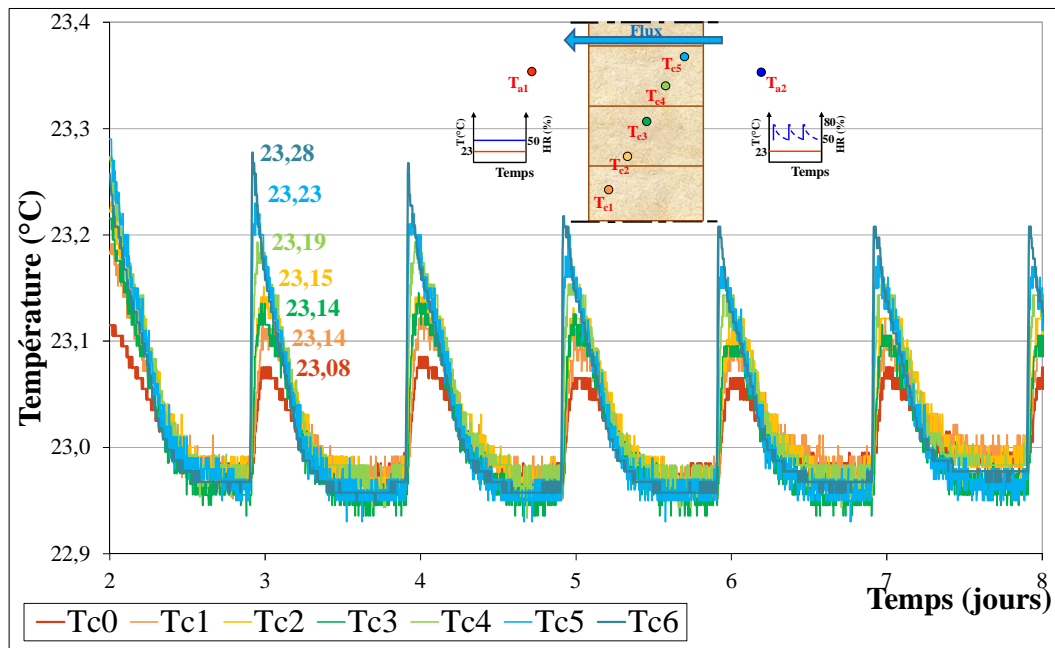 23,4
23,3
23,2
23,1
23,0
22,9
Température (°C)
2
3
4
5
6
7
8
Temps (jours)
23,28
23,23
23,19
23,15
23,14
23,14
23,08
Flux
Tc5
Tc4
Tc3
Tc2
Tc1
Ta1
Ta2
T(°C)
23
50
HR (%)
Temps
T(°C)
23
80
50
HR (%)
Temps
Tc0 Tc1 Tc2 Tc3 Tc4 Tc5 Tc6